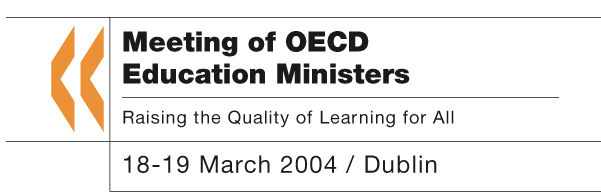 Meeting of OECD
Education Ministers
Raising the Quality of Learning for All
18-19 March 2004 / Dublin